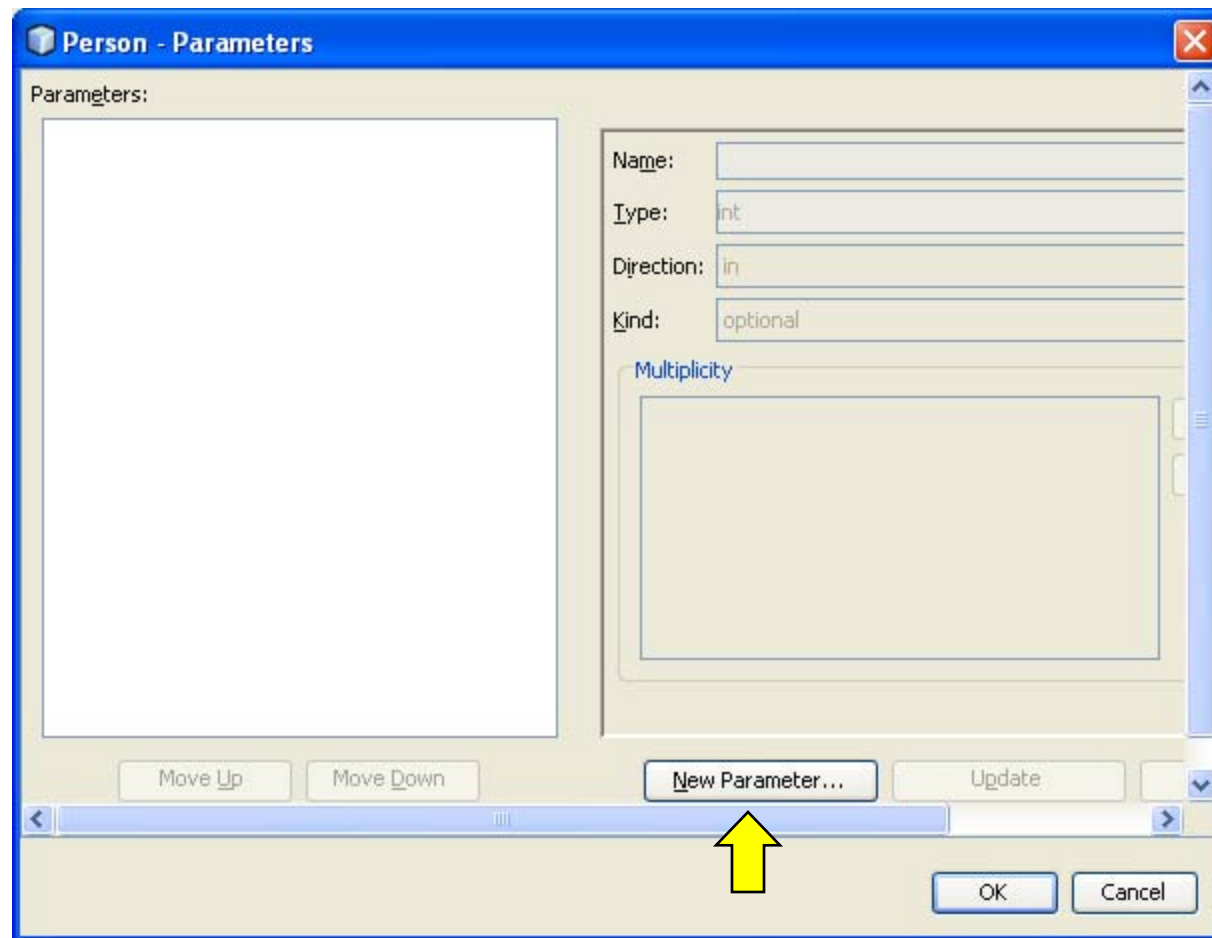 Person - Parameters
Parameters:
Name:
Type: int
Direction: in
Kind: optional
Multiplicity
Move Up Move Down New Parameter... Update
OK Cancel